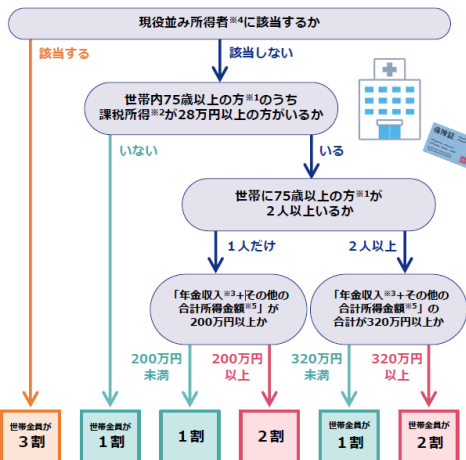 現役並み所得者※4に該当するか
該当する
該当しない
世帯内75歳以上の方※1のうち
課税所得※2が28万円以上の方がいるか
保険証
いない
いる
世帯に75歳以上の方※1が
２人以上いるか
１人だけ
２人以上
「年金収入※3+その他の
合計所得金額※5」が
200万円以上か
「年金収入※3+その他の
合計所得金額※5」の
合計が320万円以上か
200万円
未満
200万円
以上
320万円
未満
320万円
以上
世帯全員が
３割
世帯全員が
１割
１割
２割
世帯全員が
１割
世帯全員が
２割